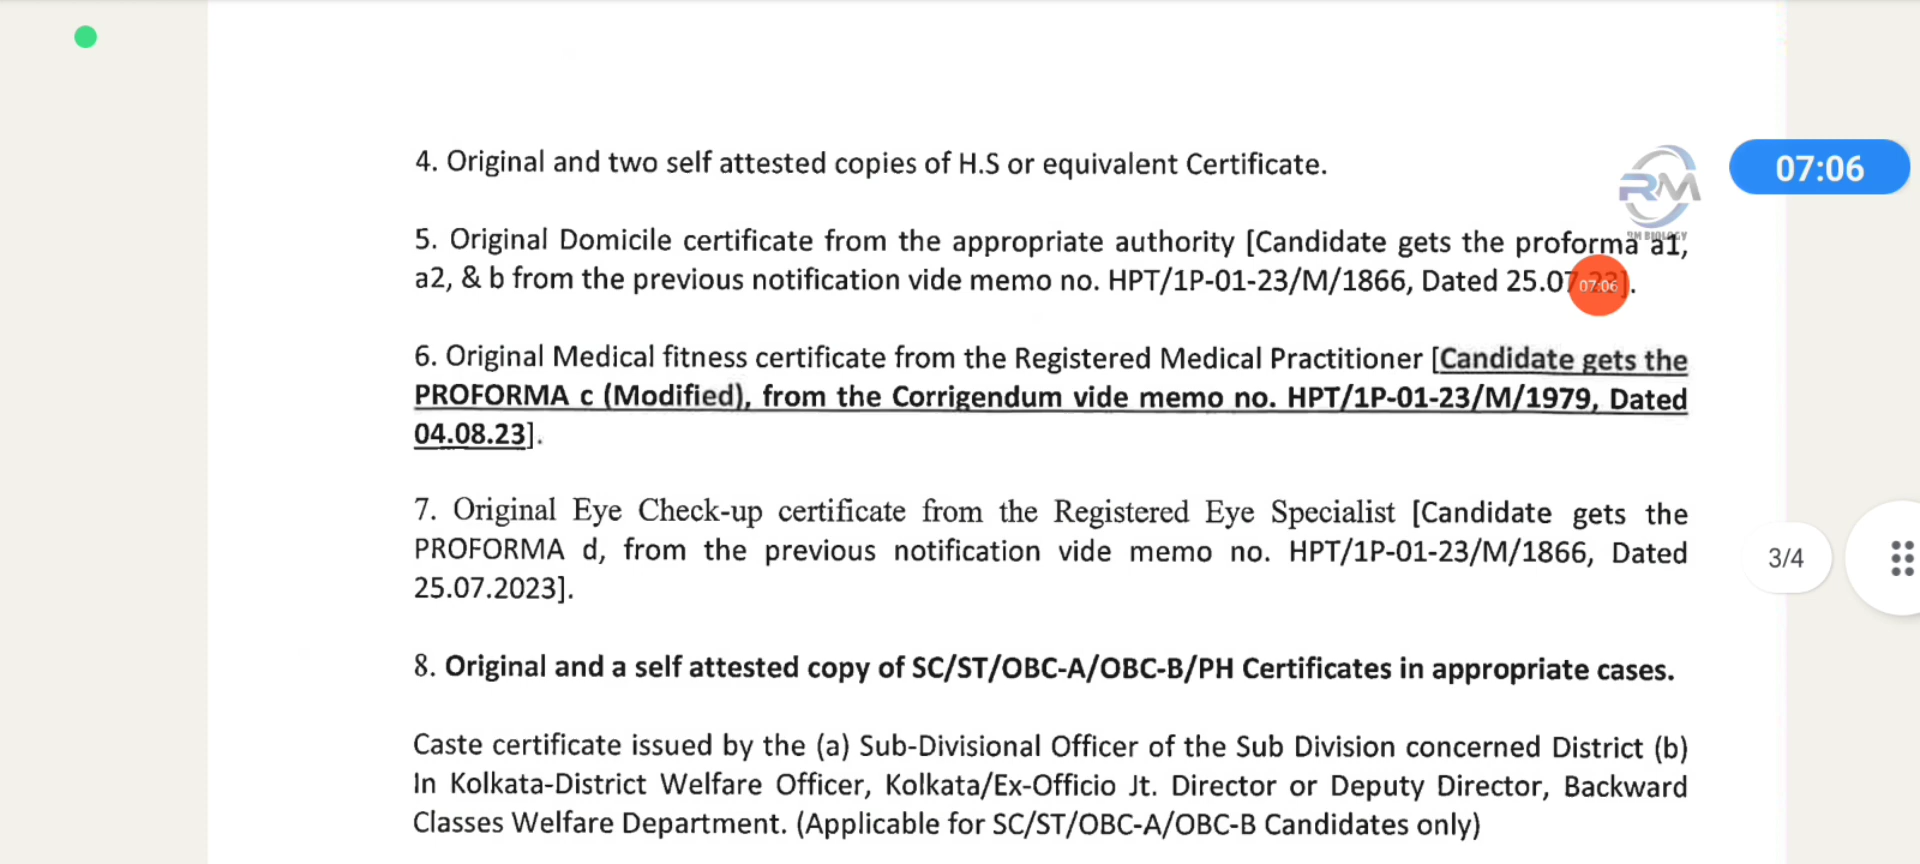 4. Original and two self attested copies of H.S or equivalent Certificate.
RM
RM BIOLOGY
07:06
5. Original Domicile certificate from the appropriate authority [Candidate gets the proforma a1,
a2, & b from the previous notification vide memo no. HPT/1P-01-23/M/1866, Dated 25.07.23].
07:06
6. Original Medical fitness certificate from the Registered Medical Practitioner [Candidate gets the
PROFORMA c (Modified), from the Corrigendum vide memo no. HPT/1P-01-23/M/1979, Dated
04.08.23].
7. Original Eye Check-up certificate from the Registered Eye Specialist [Candidate gets the
PROFORMA d, from the previous notification vide memo no. HPT/1P-01-23/M/1866, Dated
25.07.2023].
3/4
8. Original and a self attested copy of SC/ST/OBC-A/OBC-B/PH Certificates in appropriate cases.
Caste certificate issued by the (a) Sub-Divisional Officer of the Sub Division concerned District (b)
In Kolkata-District Welfare Officer, Kolkata/Ex-Officio Jt. Director or Deputy Director, Backward
Classes Welfare Department. (Applicable for SC/ST/OBC-A/OBC-B Candidates only)